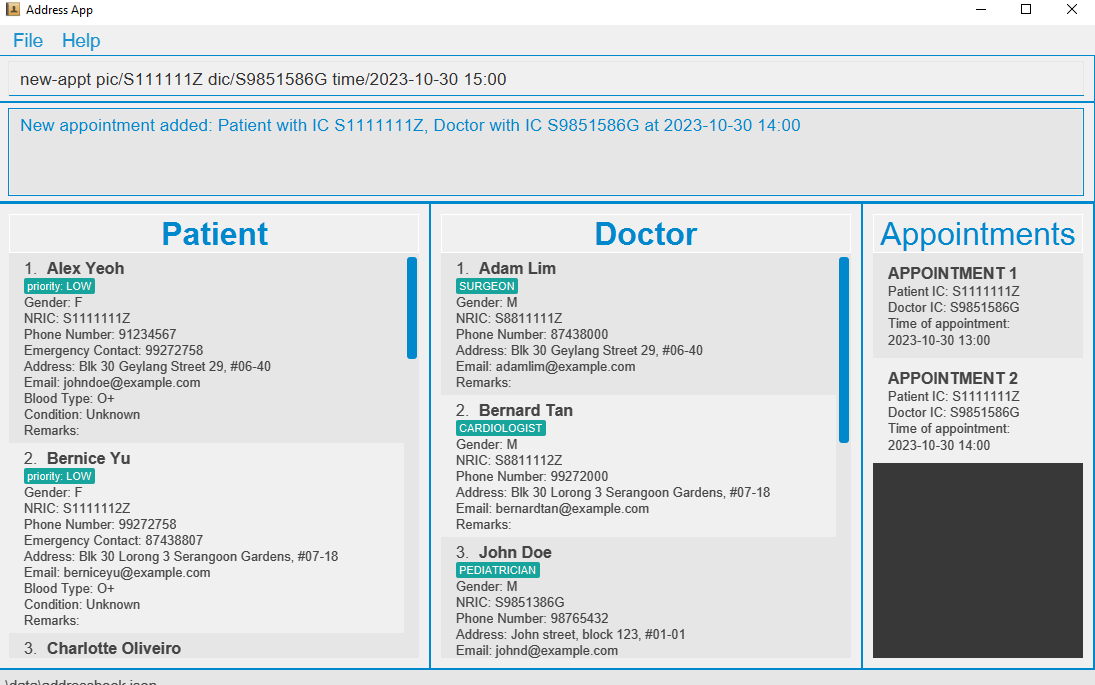 Address App
File Help
new-appt pic/S111111Z dic/S9851586G time/2023-10-30 15:00
New appointment added: Patient with IC S1111111Z, Doctor with IC S9851586G at 2023-10-30 14:00
Patient
1. Alex Yeoh
priority: LOW
Gender: F
NRIC: S1111111Z
Phone Number: 91234567
Emergency Contact: 99272758
Address: Blk 30 Geylang Street 29, #06-40
Email: johndoe@example.com
Blood Type: O+
Condition: Unknown
Remarks:
2. Bernice Yu
priority: LOW
Gender: F
NRIC: S1111112Z
Phone Number: 99272758
Emergency Contact: 87438807
Address: Blk 30 Lorong 3 Serangoon Gardens, #07-18
Email: berniceyu@example.com
Blood Type: O+
Condition: Unknown
Remarks:
3. Charlotte Oliveiro
Doctor
1. Adam Lim
SURGEON
Gender: M
NRIC: S8811111Z
Phone Number: 87438000
Address: Blk 30 Geylang Street 29, #06-40
Email: adamlim@example.com
Remarks:
2. Bernard Tan
CARDIOLOGIST
Gender: M
NRIC: S8811112Z
Phone Number: 99272000
Address: Blk 30 Lorong 3 Serangoon Gardens, #07-18
Email: bernardtan@example.com
Remarks:
3. John Doe
PEDIATRICIAN
Gender: M
NRIC: S9851386G
Phone Number: 98765432
Address: John street, block 123, #01-01
Email: johnd@example.com
Appointments
APPOINTMENT 1
Patient IC: S1111111Z
Doctor IC: S9851586G
Time of appointment:
2023-10-30 13:00
APPOINTMENT 2
Patient IC: S1111111Z
Doctor IC: S9851586G
Time of appointment:
2023-10-30 14:00
.\data\addressbook.json